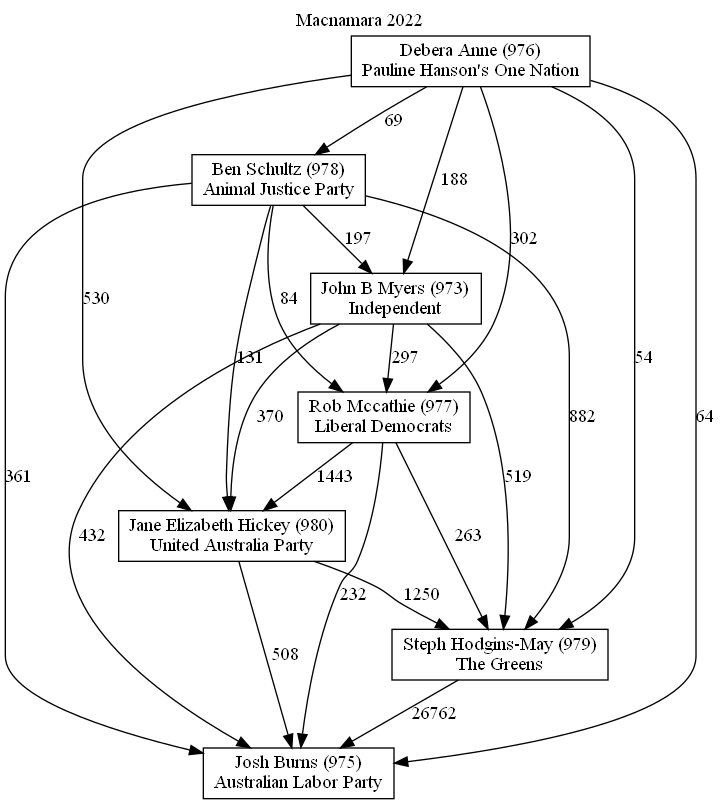 Macnamara 2022
Debera Anne (976)
Pauline Hanson's One Nation
69
Ben Schultz (978)
Animal Justice Party
188
197
302
John B Myers (973)
Independent
530
84
131
297
54
64
Rob Mccathie (977)
Liberal Democrats
370
882
361
1443
519
Jane Elizabeth Hickey (980)
United Australia Party
432
263
232
1250
508
Steph Hodgins-May (979)
The Greens
26762
Josh Burns (975)
Australian Labor Party